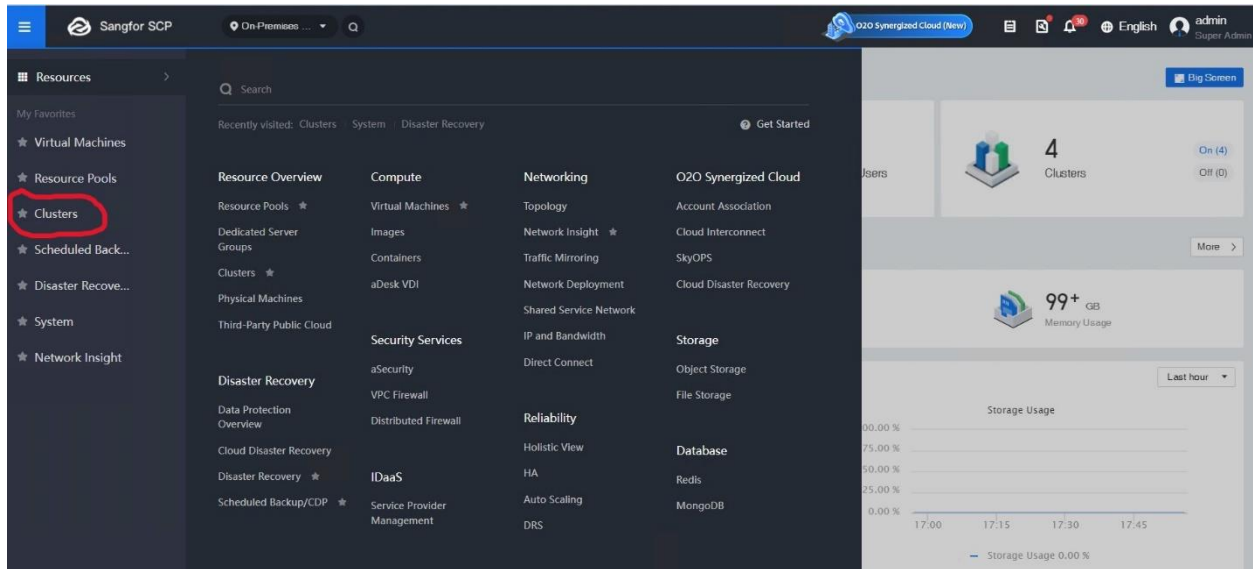 Sangfor SCP
On-Premises ...
O2O Synergized Cloud (New)
30
English
admin
Super Admin
Resources
My Favorites
Virtual Machines
Resource Pools
Clusters
Scheduled Back...
Disaster Recove...
System
Network Insight
Search
Recently visited: Clusters System Disaster Recovery
Get Started
Resource Overview
Resource Pools
Dedicated Server
Groups
Clusters
Physical Machines
Third-Party Public Cloud
Disaster Recovery
Data Protection
Overview
Cloud Disaster Recovery
Disaster Recovery
Scheduled Backup/CDP
Compute
Virtual Machines
Images
Containers
aDesk VDI
Security Services
aSecurity
VPC Firewall
Distributed Firewall
IDaaS
Service Provider
Management
Networking
Topology
Network Insight
Traffic Mirroring
Network Deployment
Shared Service Network
IP and Bandwidth
Direct Connect
Reliability
Holistic View
HA
Auto Scaling
DRS
O2O Synergized Cloud
Account Association
Cloud Interconnect
SkyOPS
Cloud Disaster Recovery
Storage
Object Storage
File Storage
Database
Redis
MongoDB
Big Screen
Users
4
Clusters
On (4)
Off (0)
More >
99+ GB
Memory Usage
Last hour
Storage Usage
00.00 %
75.00 %
50.00 %
25.00 %
0.00 %
17:00 17:15 17:30 17:45
Storage Usage 0.00 %